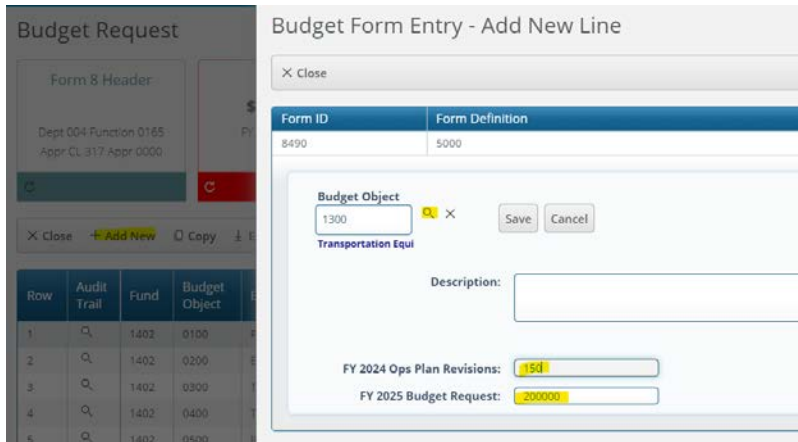 Budget Request
Form 8 Header
Dept 004 Function 0165
Appr CL 317 Appr 0000
$
FY
× Close + Add New Copy
Row Audit Trail Fund Budget Object
1 1402 0100
2 1402 0200
3 1402 0300
4 1402 0400
5 1402 0500
Budget Form Entry - Add New Line
× Close
Form ID Form Definition
8490 5000
Budget Object
1300 Save Cancel
Transportation Equi
Description:
FY 2024 Ops Plan Revisions: 150
FY 2025 Budget Request: 200000